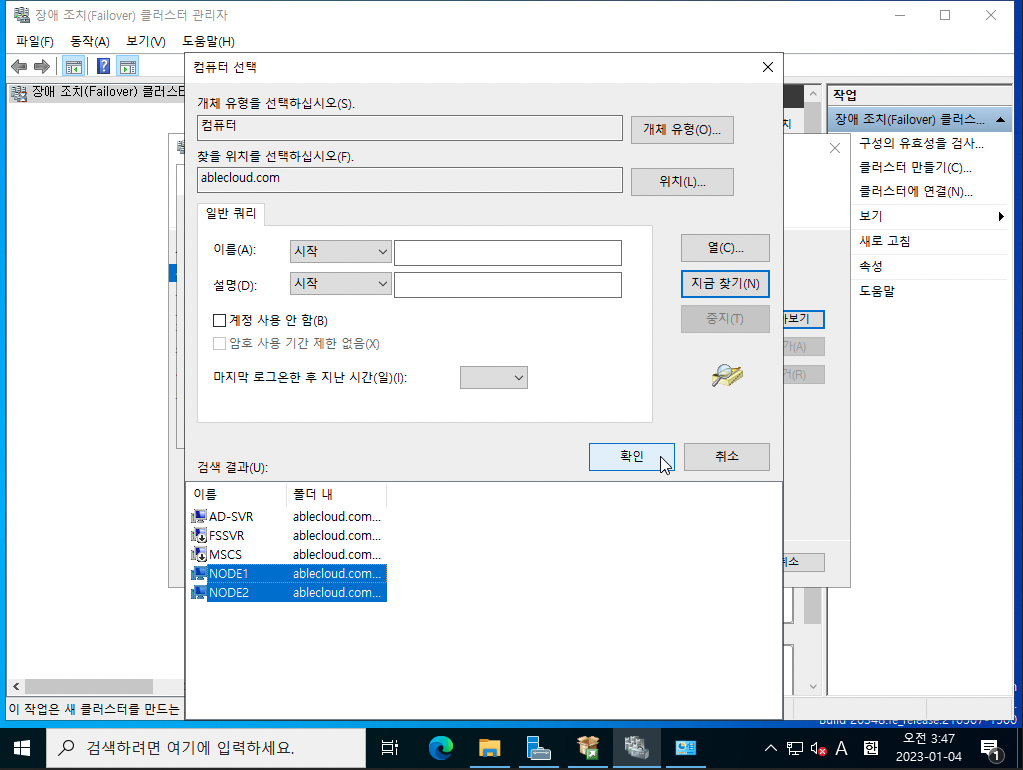 장애 조치(Failover) 클러스터 관리자
파일(F) 동작(A) 보기(V) 도움말(H)
장애 조치(Failover) 클러스터
컴퓨터 선택
개체 유형을 선택하십시오(S).
컴퓨터
개체 유형(O)...
찾을 위치를 선택하십시오(F).
ablecloud.com
위치(L)...
일반 쿼리
이름(A): 시작
설명(D): 시작
계정 사용 안 함(B)
암호 사용 기간 제한 없음(X)
마지막 로그온한 후 지난 시간(일)(I):
열(C)...
지금 찾기(N)
중지(T)
확인 취소
검색 결과(U):
이름 폴더 내
AD-SVR ablecloud.com...
FSSVR ablecloud.com...
MSCS ablecloud.com...
NODE1 ablecloud.com...
NODE2 ablecloud.com...
작업
장애 조치(Failover) 클러스...
구성의 유효성을 검사...
클러스터 만들기(C)...
클러스터에 연결(N)...
보기
새로 고침
속성
도움말
이 작업은 새 클러스터를 만드는
검색하려면 여기에 입력하세요.
A 한
오전 3:47
2023-01-04
1